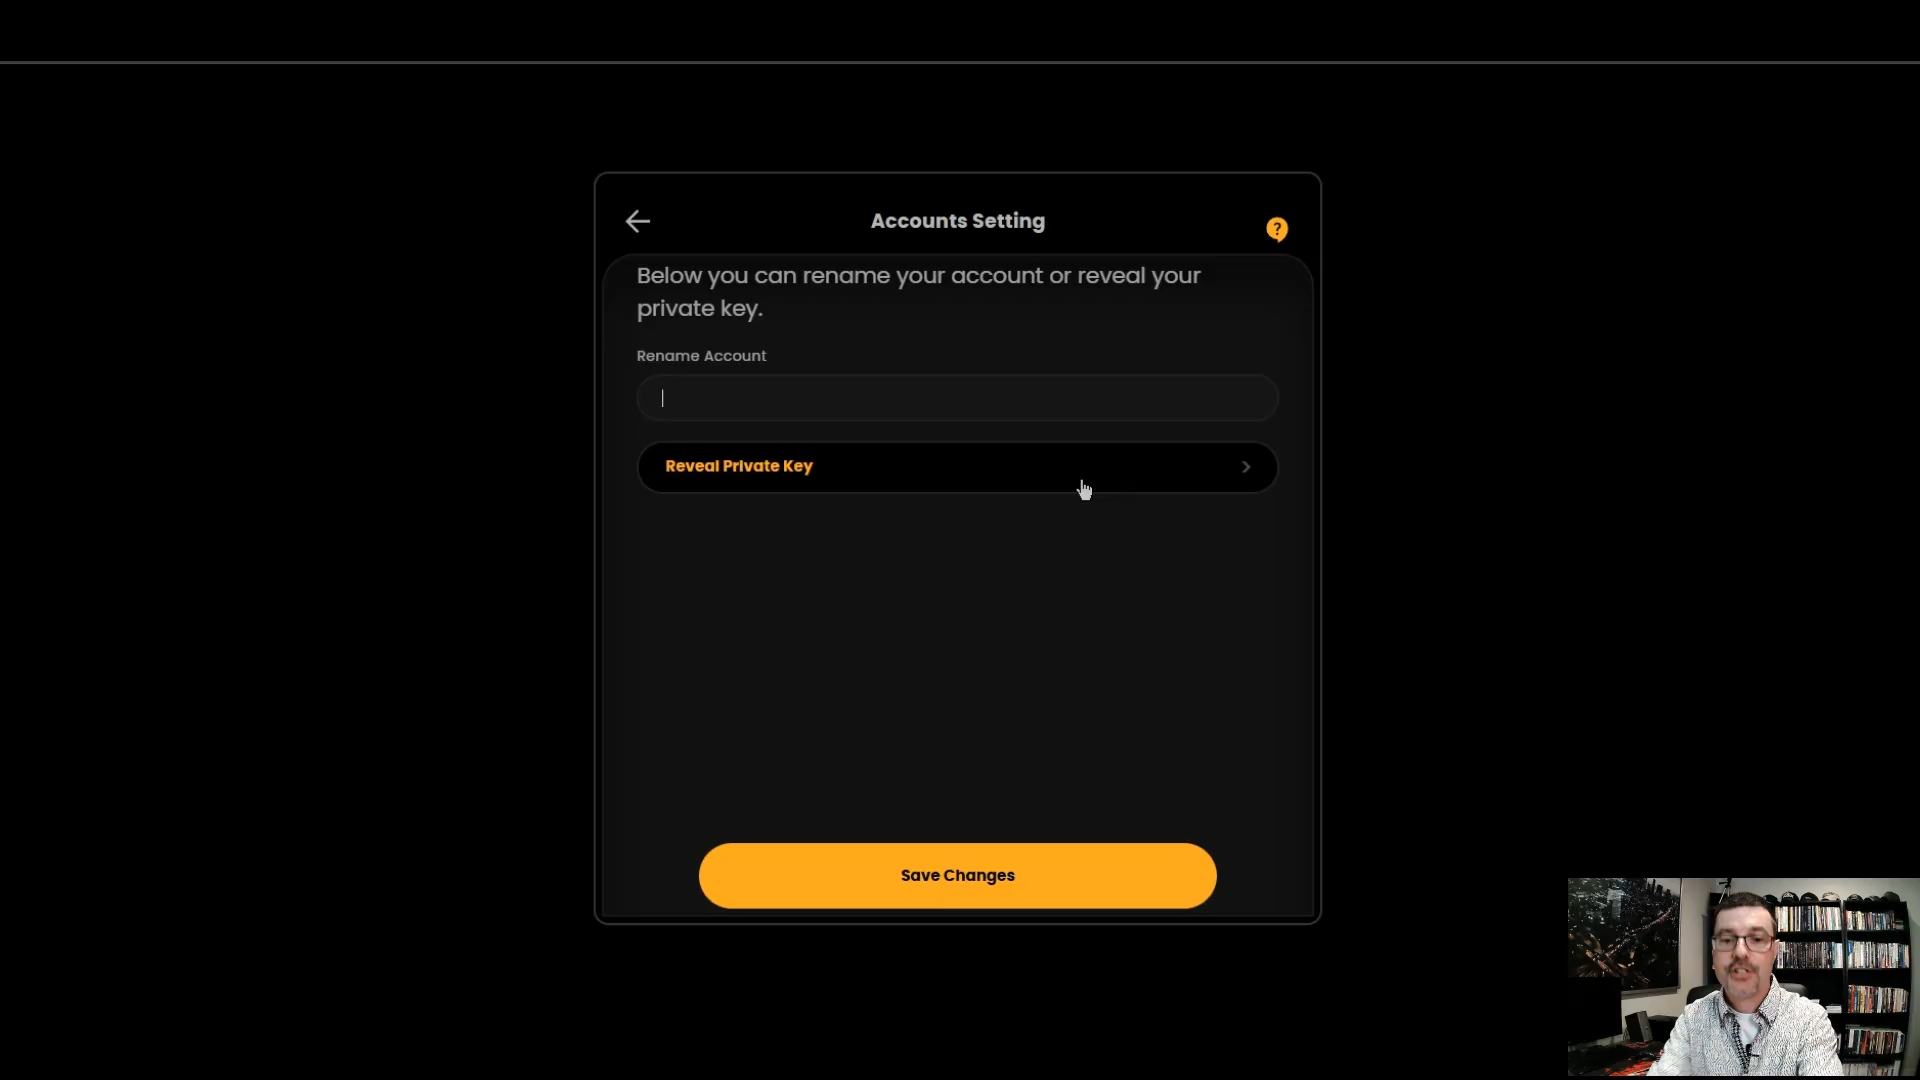 Accounts Setting
?
Below you can rename your account or reveal your
private key.
Rename Account
Reveal Private Key
Save Changes